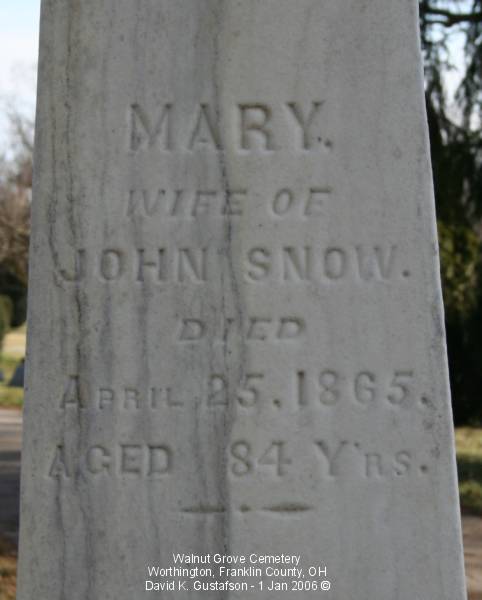 MARY.
WIFE OF
JOHN SNOW.
DIED
APRIL 25, 1865.
AGED 84 Y'RS.
Walnut Grove Cemetery
Worthington, Franklin County, OH
David K. Gustafson - 1 Jan 2006 ©